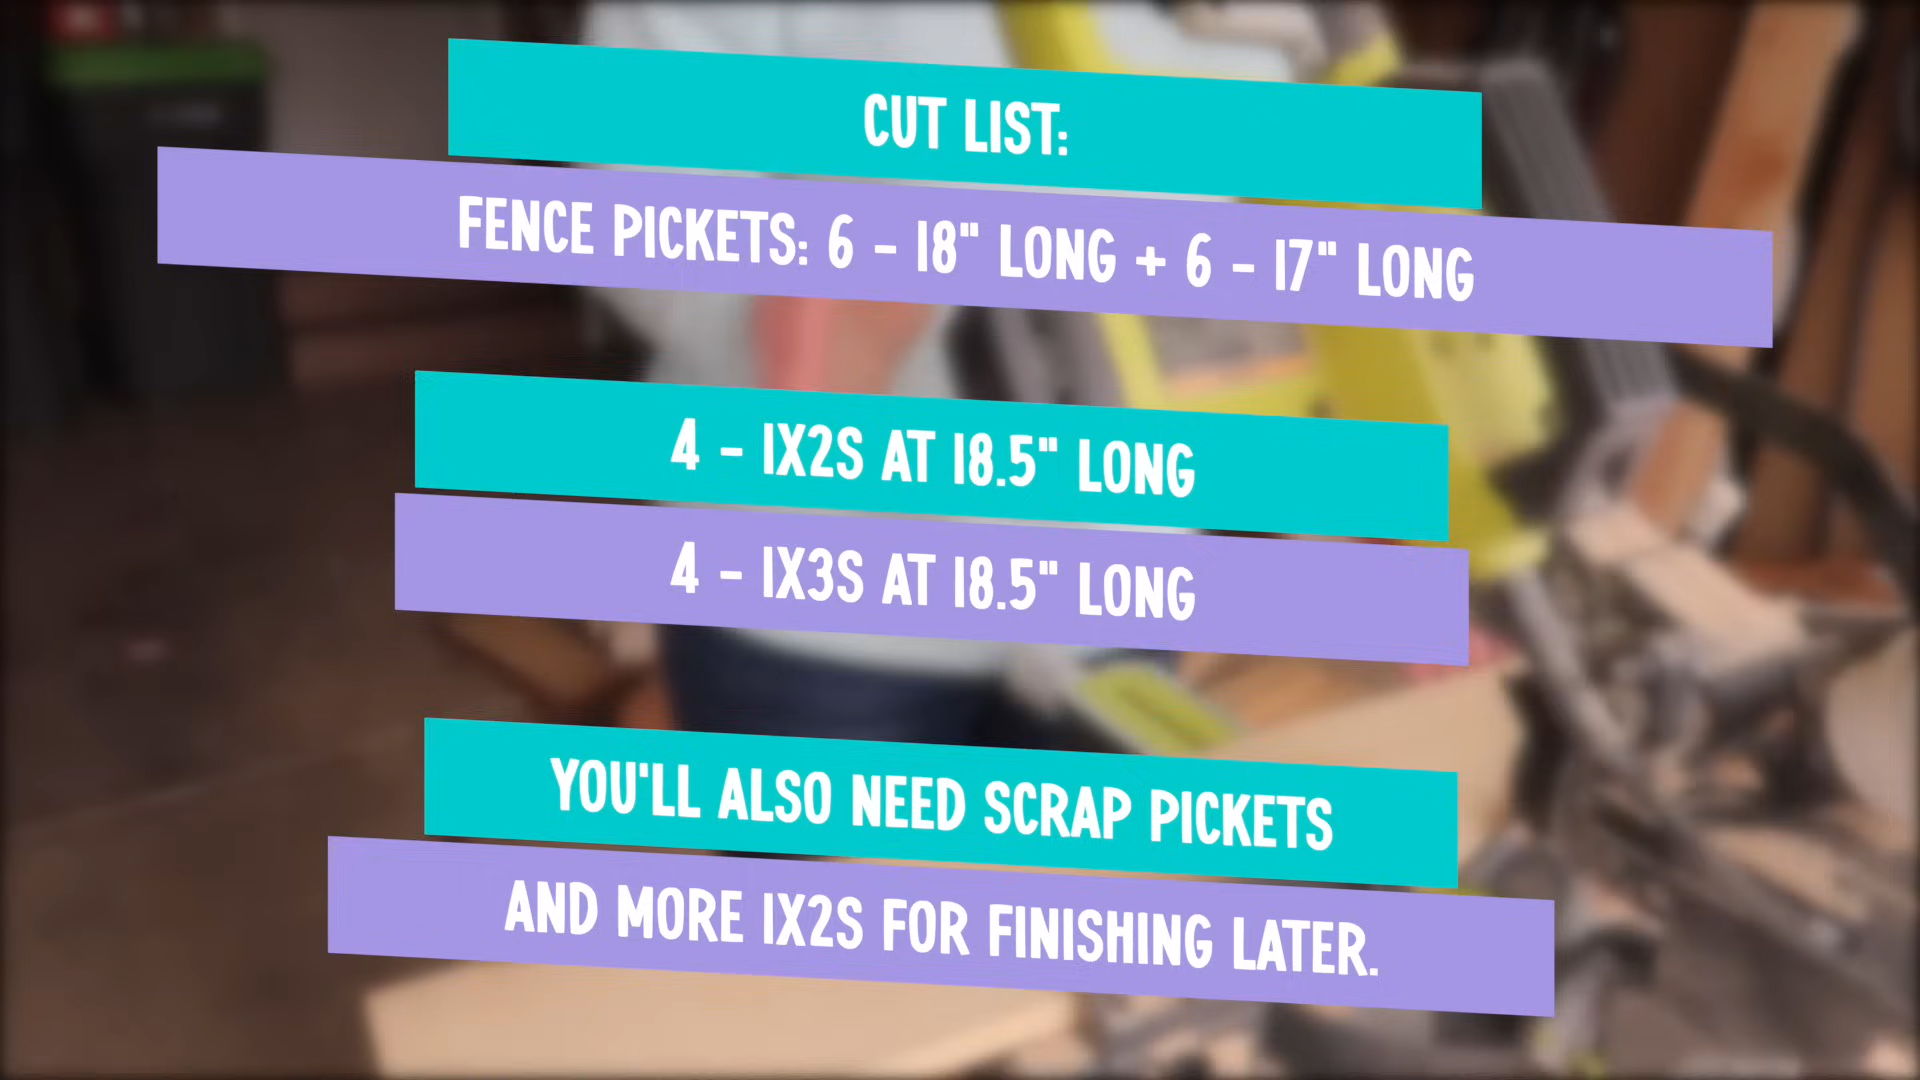 CUT LIST:
FENCE PICKETS: 6 - 18" LONG + 6 - 17" LONG
4 - 1X2S AT 18.5" LONG
4 - 1X3S AT 18.5" LONG
YOU'LL ALSO NEED SCRAP PICKETS
AND MORE 1X2S FOR FINISHING LATER.